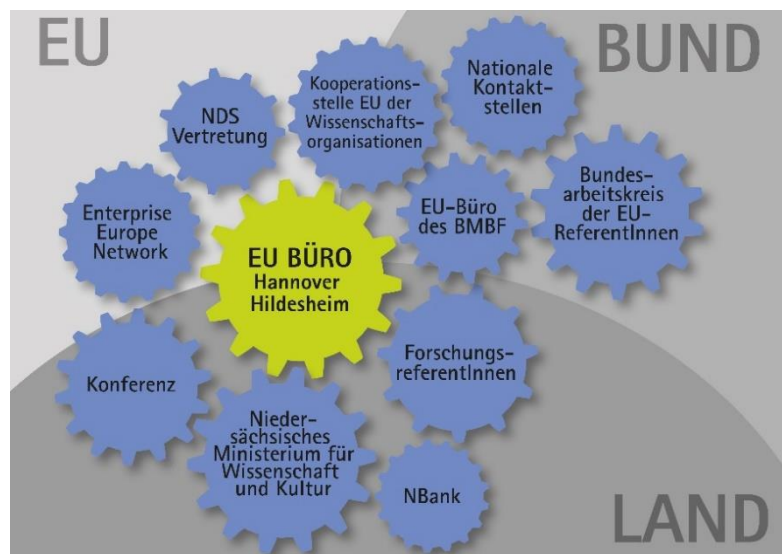 EU
BUND
NDS
Vertretung
Kooperations-
stelle EU der
Wissenschafts-
organisationen
Nationale
Kontakt-
stellen
Enterprise
Europe
Network
EU BÜRO
Hannover
Hildesheim
EU-Büro
des BMBF
Bundes-
arbeitskreis
der EU-
ReferentInnen
Konferenz
Nieder-
sächsisches
Ministerium für
Wissenschaft
und Kultur
Forschungs-
referentInnen
NBank
LAND